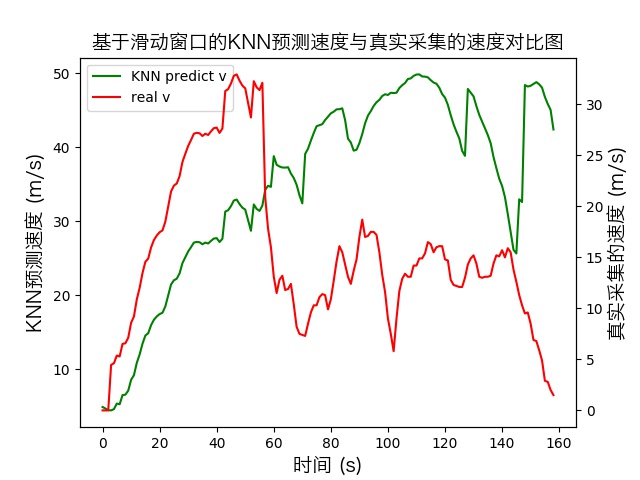 基于滑动窗口的KNN预测速度与真实采集的速度对比图
KNN predict v
real v
50
40
30
20
10
KNN预测速度 (m/s)
30
25
20
15
10
5
0
真实采集的速度 (m/s)
0 20 40 60 80 100 120 140 160
时间 (s)